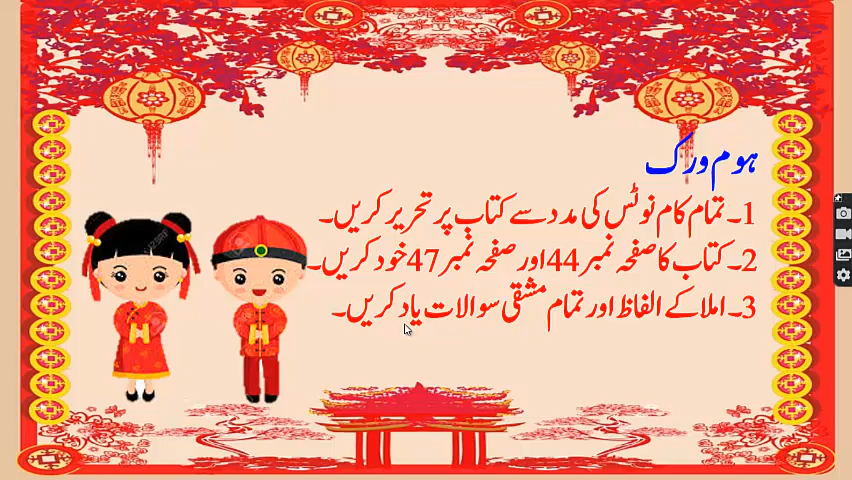 ہوم ورک
1۔ تمام کام نوٹس کی مدد سے کتاب پر تحریر کریں۔
2۔ کتاب کا صفحہ نمبر 44 اور صفحہ نمبر 47 خود کریں۔
3۔ املا کے الفاظ اور تمام مشقی سوالات یاد کریں۔